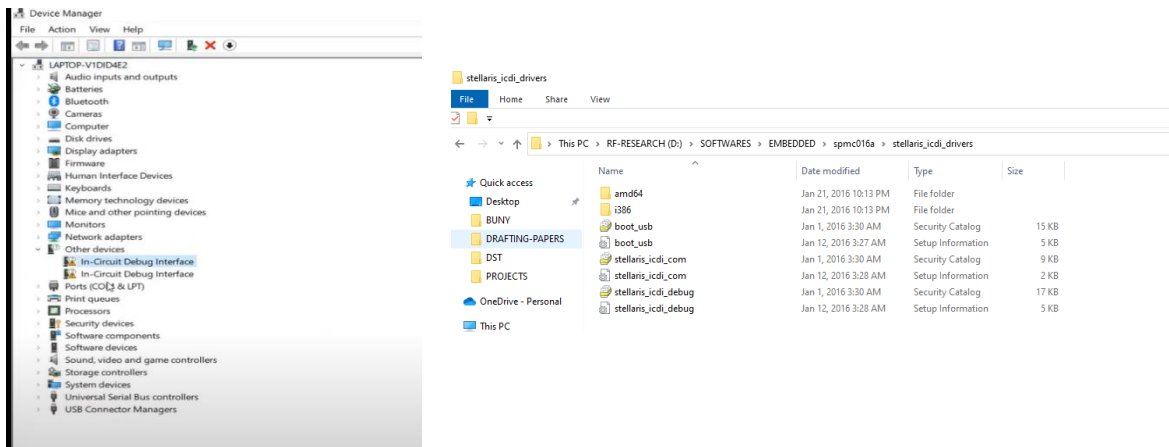 Device Manager
File Action View Help
LAPTOP-V1DID4E2
Audio inputs and outputs
Batteries
Bluetooth
Cameras
Computer
Disk drives
Display adapters
Firmware
Human Interface Devices
Keyboards
Memory technology devices
Mice and other pointing devices
Monitors
Network adapters
Other devices
In-Circuit Debug Interface
In-Circuit Debug Interface
Ports (COM & LPT)
Print queues
Processors
Security devices
Software components
Software devices
Sound, video and game controllers
Storage controllers
System devices
Universal Serial Bus controllers
USB Connector Managers
stellaris_icdi_drivers
File Home Share View
This PC > RF-RESEARCH (D:) > SOFTWARES > EMBEDDED > spmc016a > stellaris_icdi_drivers
Quick access
Desktop
BUNY
DRAFTING-PAPERS
DST
PROJECTS
OneDrive - Personal
This PC
Name Date modified Type Size
amd64 Jan 21, 2016 10:13 PM File folder
i386 Jan 21, 2016 10:13 PM File folder
boot_usb Jan 1, 2016 3:30 AM Security Catalog 15 KB
boot_usb Jan 12, 2016 3:27 AM Setup Information 5 KB
stellaris_icdi_com Jan 1, 2016 3:30 AM Security Catalog 9 KB
stellaris_icdi_com Jan 12, 2016 3:28 AM Setup Information 2 KB
stellaris_icdi_debug Jan 1, 2016 3:30 AM Security Catalog 17 KB
stellaris_icdi_debug Jan 12, 2016 3:28 AM Setup Information 5 KB